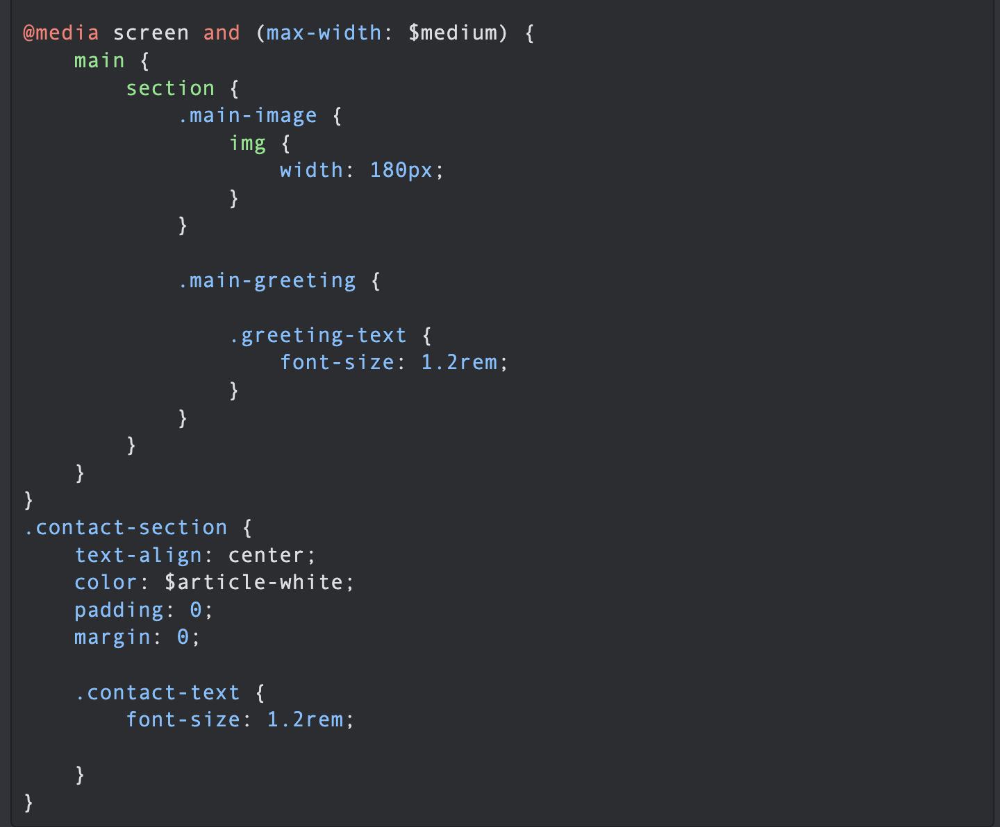 @media screen and (max-width: $medium) {
    main {
        section {
            .main-image {
                img {
                    width: 180px;
                }
            }

            .main-greeting {

                .greeting-text {
                    font-size: 1.2rem;
                }
            }
        }
    }
}
.contact-section {
    text-align: center;
    color: $article-white;
    padding: 0;
    margin: 0;

    .contact-text {
        font-size: 1.2rem;

    }
}